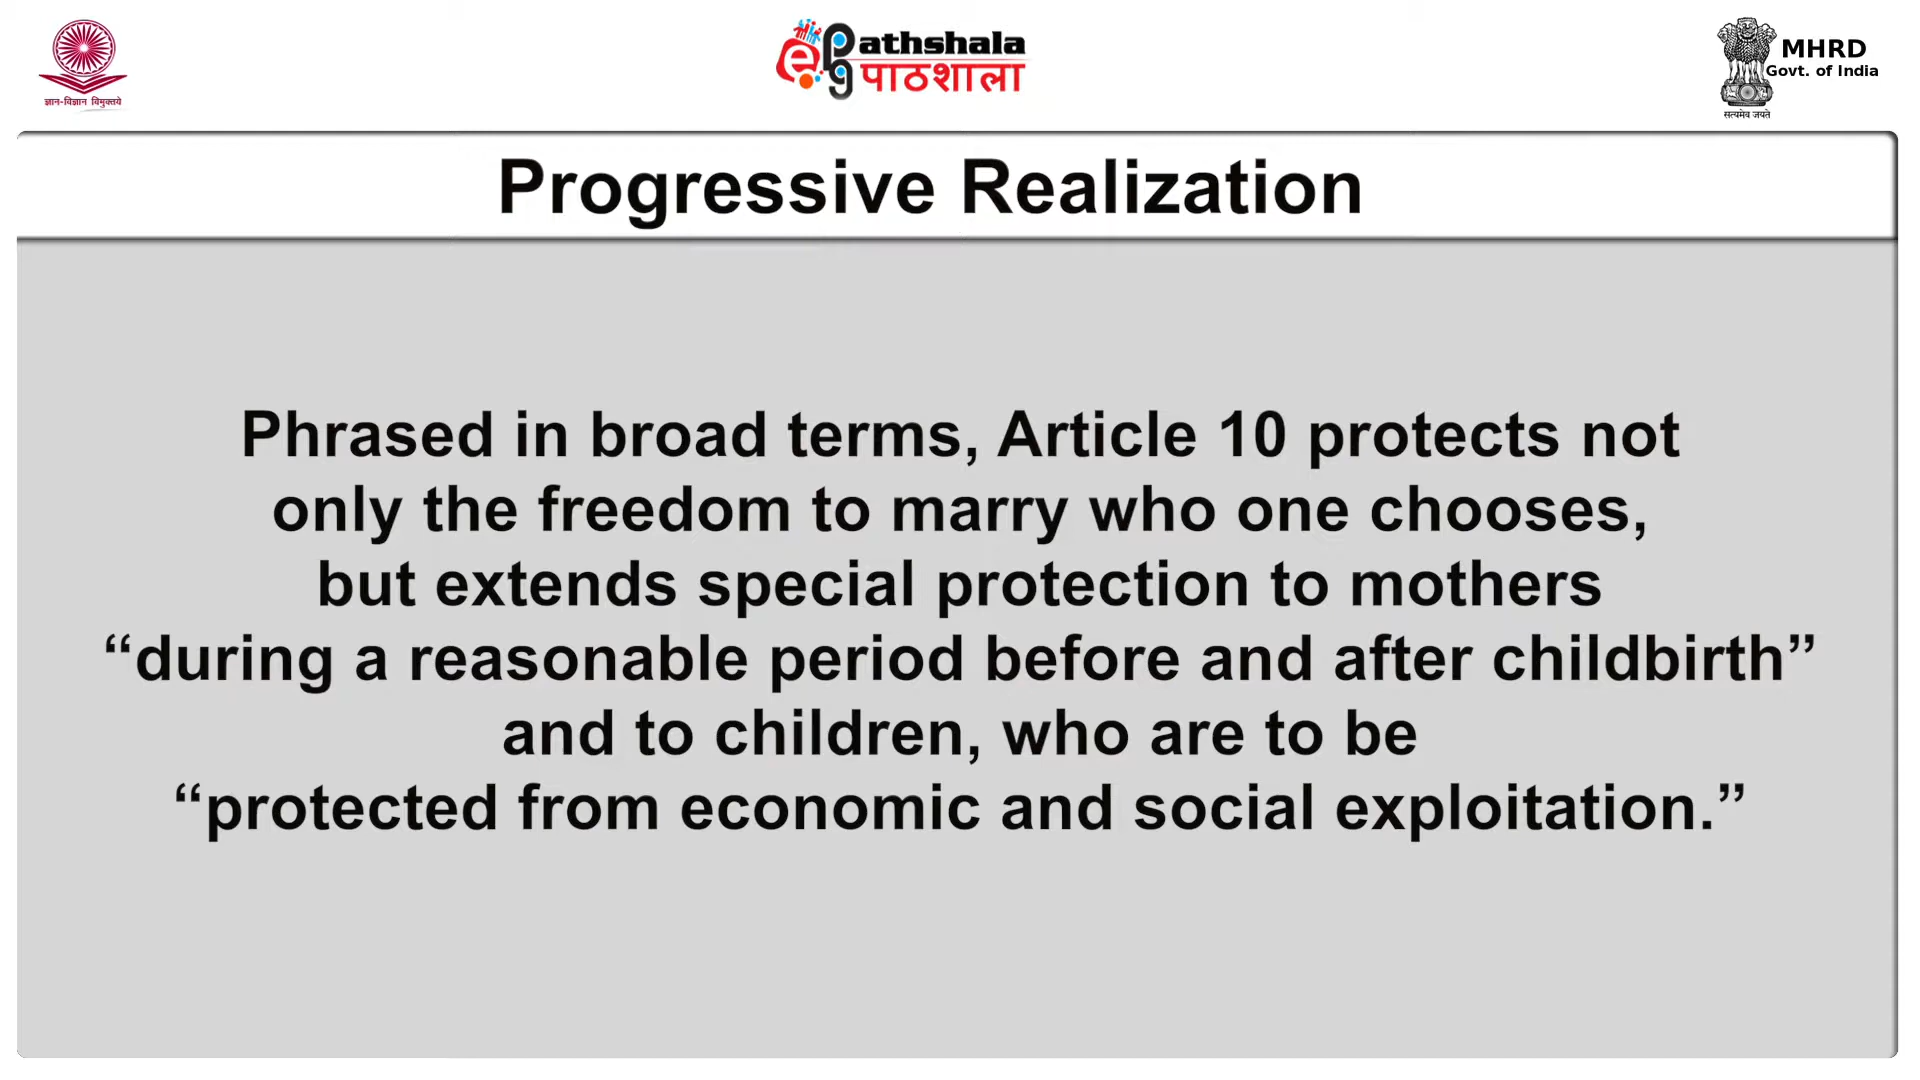 ज्ञान-विज्ञान विमुक्तये
ePG athshala
पाठशाला
MHRD
Govt. of India
सत्यमेव जयते
Progressive Realization
Phrased in broad terms, Article 10 protects not
only the freedom to marry who one chooses,
but extends special protection to mothers
“during a reasonable period before and after childbirth”
and to children, who are to be
“protected from economic and social exploitation.”